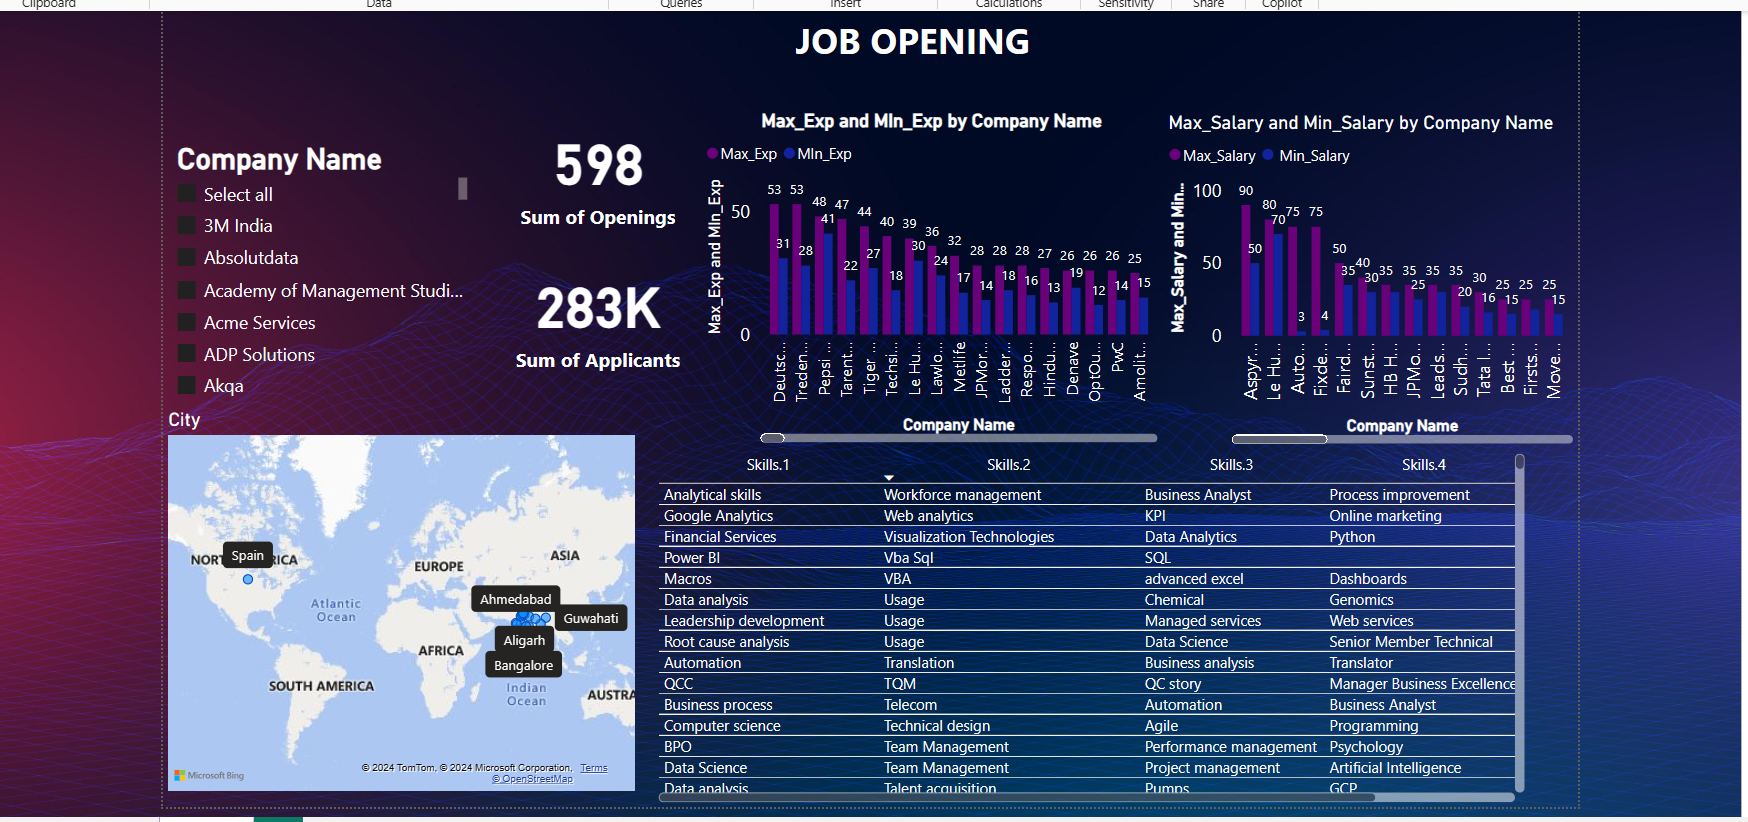 Clipboard Data Queries Insert Calculations Sensitivity Share Copilot
JOB OPENING
Company Name
Select all
3M India
Absolutdata
Academy of Management Studi...
Acme Services
ADP Solutions
Akqa
598
Sum of Openings
283K
Sum of Applicants
Max_Exp and MIn_Exp by Company Name
Max_Exp MIn_Exp
Max_Exp and MIn_Exp
50
0
53 53 48 47 44 40 39 36 32 28 28 28 27 26 26 26 25
31 28 41 22 27 18 30 24 17 14 18 16 13 19 12 14 15
Deutsc...
Treden...
Pepsi ...
Tarent...
Tiger ...
Techsi...
Le Hu...
Lawlo...
Metlife
JPMor...
Ladder...
Respo...
Hindu...
Denave
OptOu...
PwC
Amolit...
Company Name
Max_Salary and Min_Salary by Company Name
Max_Salary Min_Salary
Max_Salary and Min...
100
50
0
90 80 75 75 50 40 35 35 35 35 30 25 25 25
50 70 3 4 35 30 25 20 16 15 15
Aspyr...
Le Hu...
Auto...
Fixde...
Faird...
Sunst...
HB H...
JPMo...
Leads...
Sudh...
Tata I...
Best ...
Firsts...
Move...
Company Name
City
NORTH AMERICA
Spain
EUROPE
ASIA
Atlantic
Ocean
Ahmedabad
Guwahati
Aligarh
Bangalore
AFRICA
SOUTH AMERICA
Indian
Ocean
AUSTRA
Microsoft Bing
© 2024 TomTom, © 2024 Microsoft Corporation, Terms
© OpenStreetMap
Skills.1 Skills.2 Skills.3 Skills.4
Analytical skills Workforce management Business Analyst Process improvement
Google Analytics Web analytics KPI Online marketing
Financial Services Visualization Technologies Data Analytics Python
Power BI Vba Sql SQL
Macros VBA advanced excel Dashboards
Data analysis Usage Chemical Genomics
Leadership development Usage Managed services Web services
Root cause analysis Usage Data Science Senior Member Technical
Automation Translation Business analysis Translator
QCC TQM QC story Manager Business Excellence
Business process Telecom Automation Business Analyst
Computer science Technical design Agile Programming
BPO Team Management Performance management Psychology
Data Science Team Management Project management Artificial Intelligence
Data analysis Talent acquisition Pumps GCP